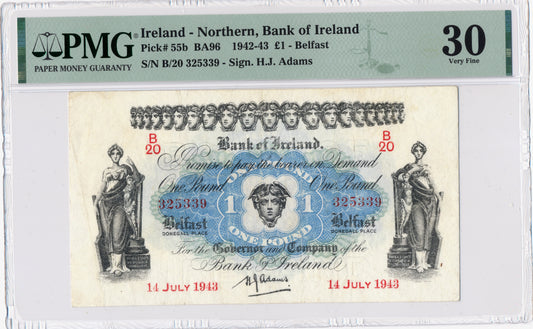 PMG
PAPER MONEY GUARANTY
Ireland - Northern, Bank of Ireland
Pick# 55b BA96 1942-43 £1 - Belfast
S/N B/20 325339 - Sign. H.J. Adams
30
Very Fine
B
20
B
20
Bank of Ireland.
Promise to pay the bearer on Demand
One Pound One Pound
325339 325339
1 1
ONE POUND
Belfast Belfast
DONEGALL PLACE DONEGALL PLACE
For the Governor and Company of the
Bank of Ireland
14 JULY 1943 14 JULY 1943
H J Adams